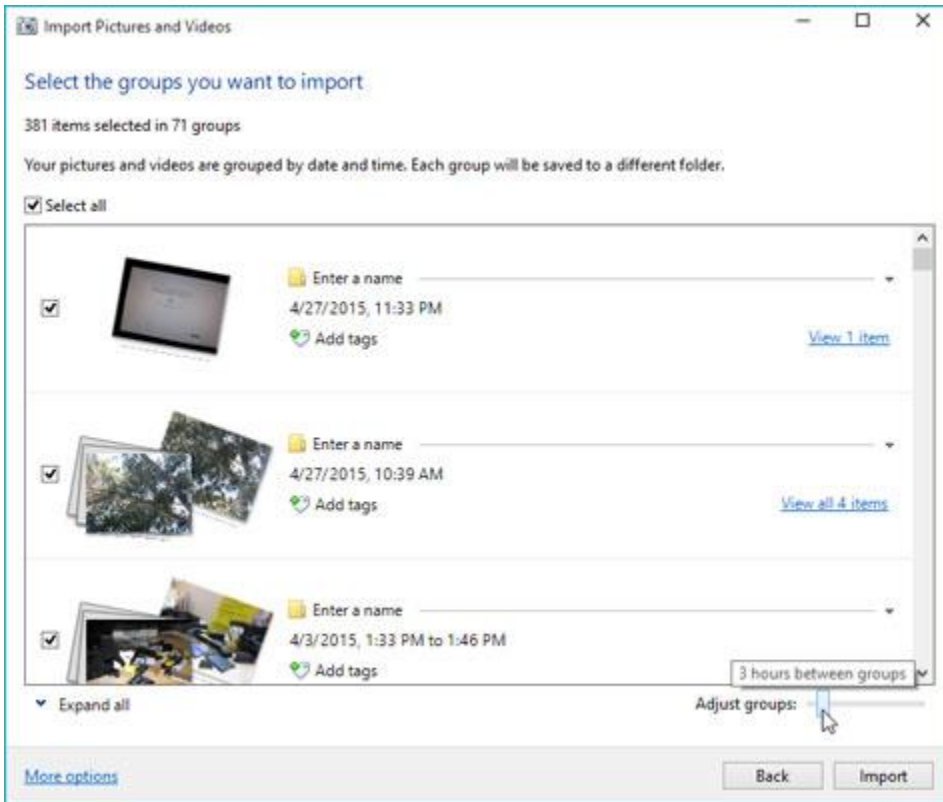 Import Pictures and Videos
Select the groups you want to import
381 items selected in 71 groups
Your pictures and videos are grouped by date and time. Each group will be saved to a different folder.
Select all
Enter a name
4/27/2015, 11:33 PM
Add tags
View 1 item
Enter a name
4/27/2015, 10:39 AM
Add tags
View all 4 items
Enter a name
4/3/2015, 1:33 PM to 1:46 PM
Add tags
3 hours between groups
Expand all
Adjust groups:
More options
Back
Import